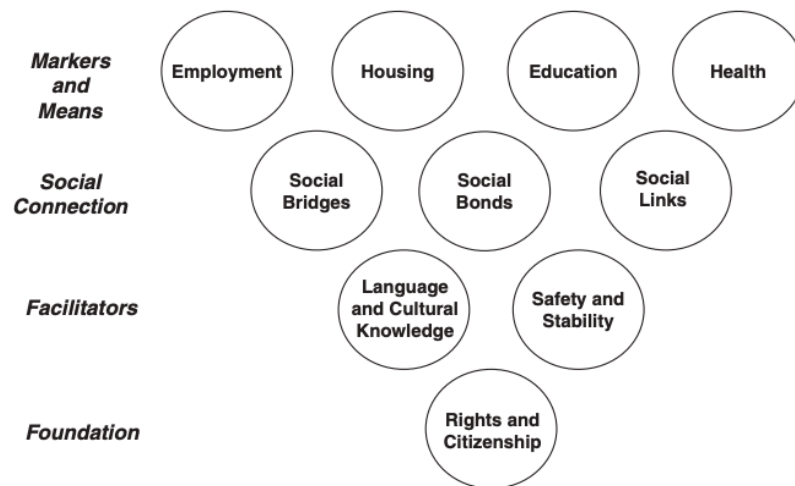 Markers
and
Means
Employment
Housing
Education
Health
Social
Connection
Social
Bridges
Social
Bonds
Social
Links
Facilitators
Language
and Cultural
Knowledge
Safety and
Stability
Foundation
Rights and
Citizenship